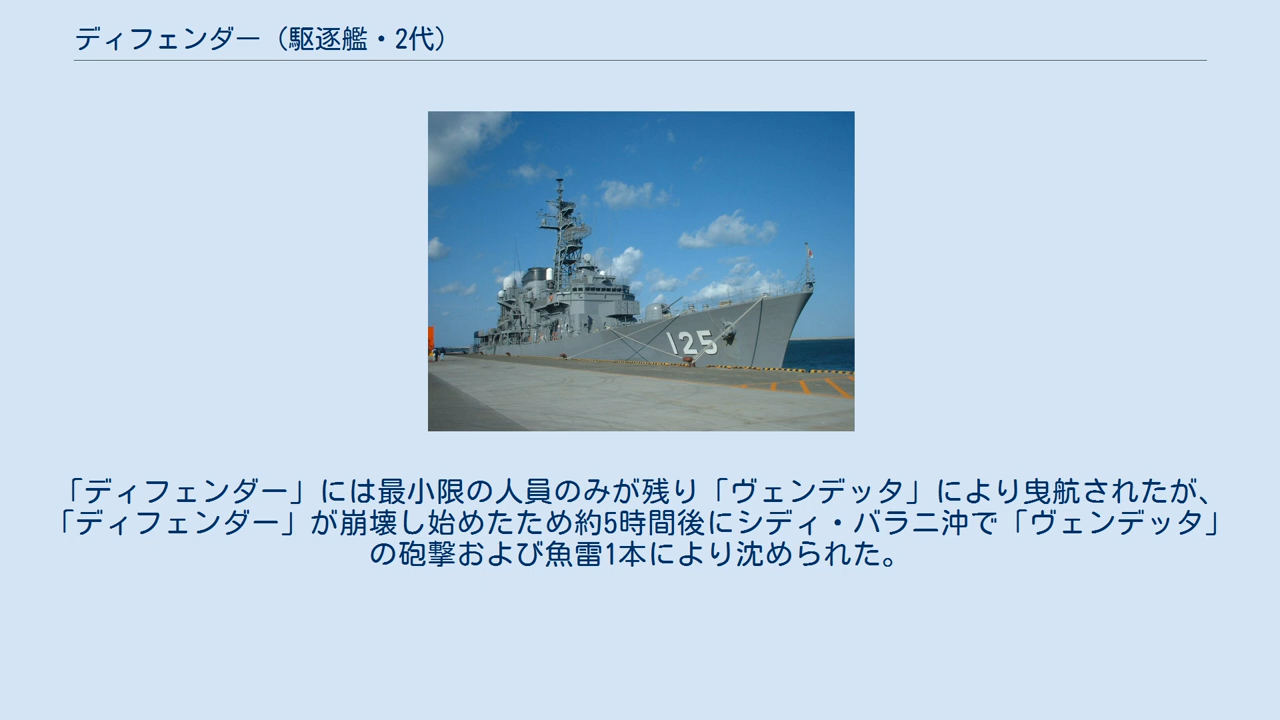 ディフェンダー（駆逐艦・2代）
125
「ディフェンダー」には最小限の人員のみが残り「ヴェンデッタ」により曳航されたが、
「ディフェンダー」が崩壊し始めたため約5時間後にシディ・バラニ沖で「ヴェンデッタ」
の砲撃および魚雷1本により沈められた。